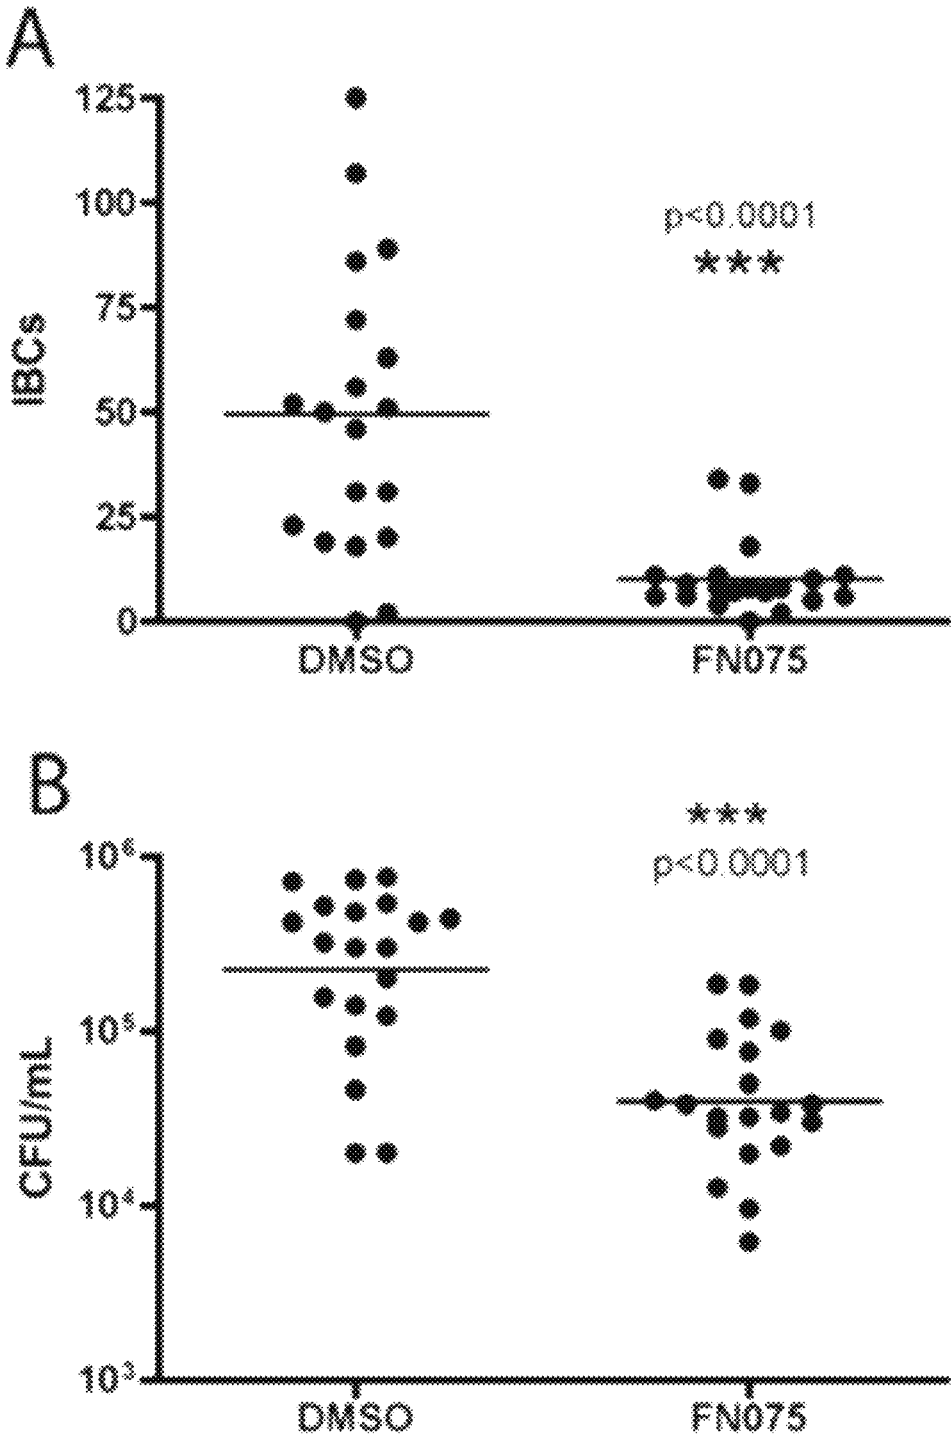 A
125
100
75
50
25
0
IBCs
p<0.0001
***
DMSO
FN075
B
10⁶
10⁵
10⁴
10³
CFU/mL
***
p<0.0001
DMSO
FN075